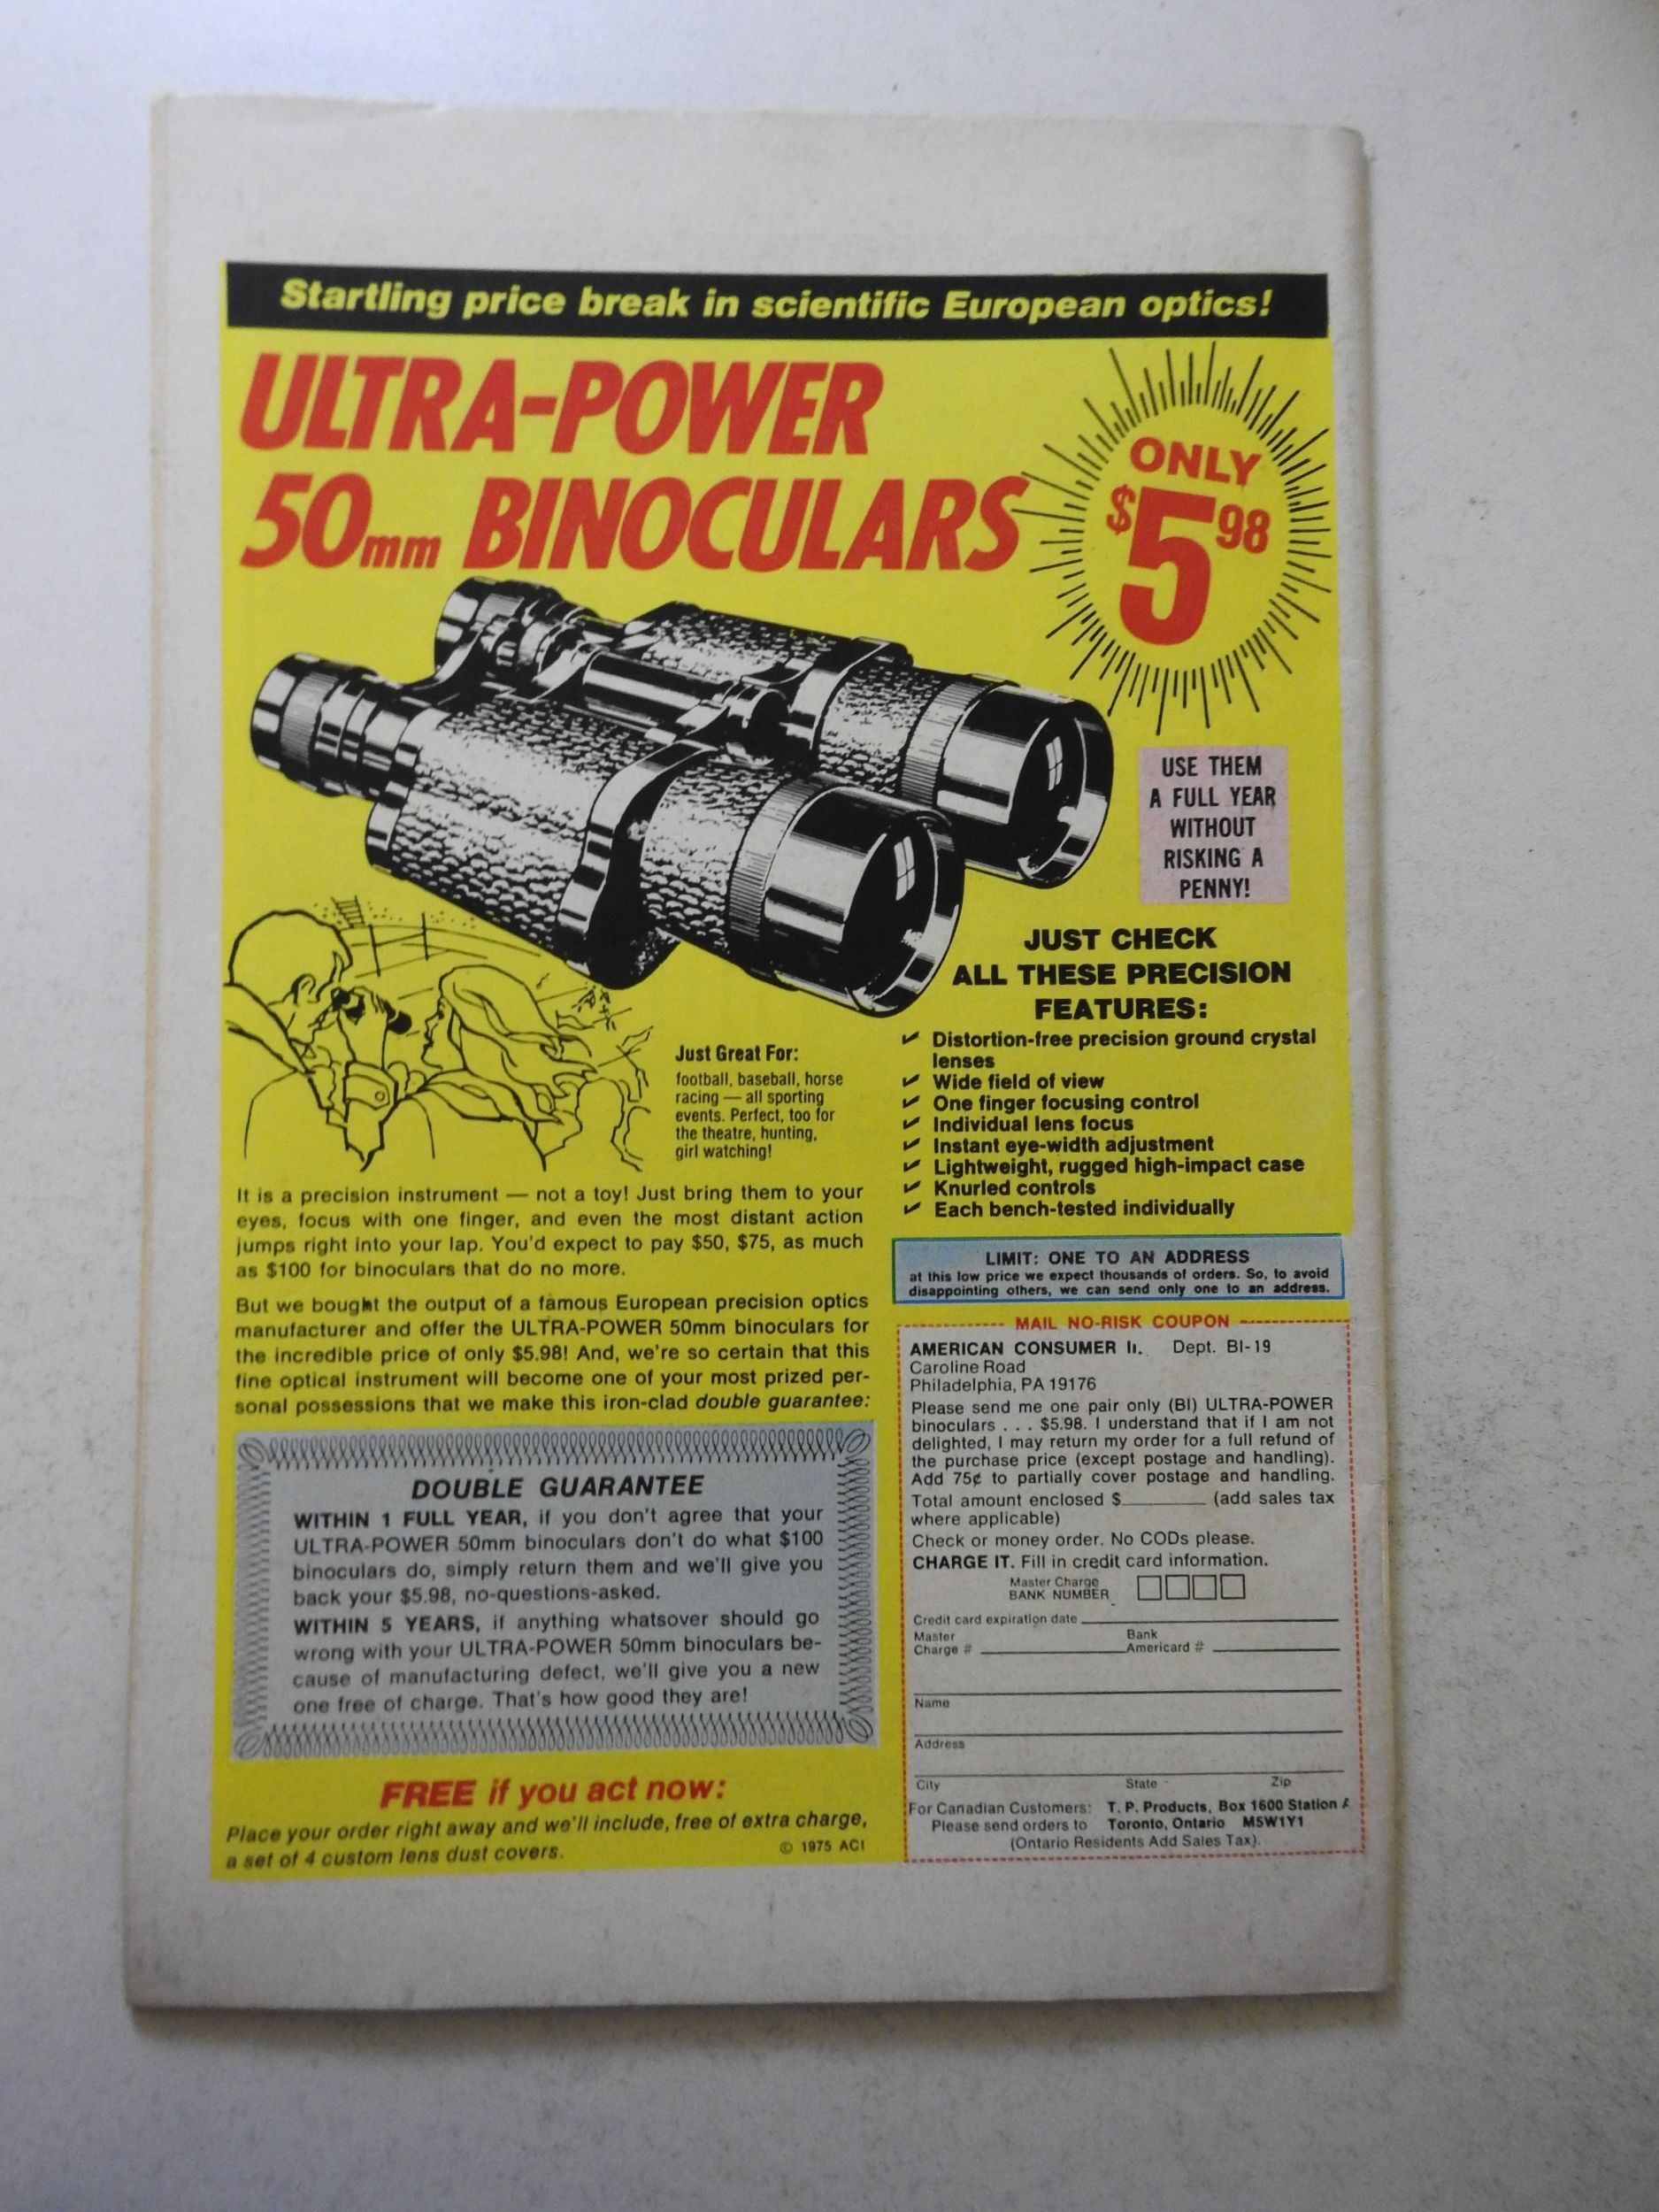 Startling price break in scientific European optics!
ULTRA-POWER
50mm BINOCULARS
ONLY
$5.98
USE THEM
A FULL YEAR
WITHOUT
RISKING A
PENNY!
JUST CHECK
ALL THESE PRECISION
FEATURES:
✓ Distortion-free precision ground crystal
lenses
✓ Wide field of view
✓ One finger focusing control
✓ Individual lens focus
✓ Instant eye-width adjustment
✓ Lightweight, rugged high-impact case
✓ Knurled controls
✓ Each bench-tested individually
Just Great For:
football, baseball, horse
racing — all sporting
events. Perfect, too for
the theatre, hunting,
girl watching!
It is a precision instrument — not a toy! Just bring them to your
eyes, focus with one finger, and even the most distant action
jumps right into your lap. You'd expect to pay $50, $75, as much
as $100 for binoculars that do no more.
But we bought the output of a famous European precision optics
manufacturer and offer the ULTRA-POWER 50mm binoculars for
the incredible price of only $5.98! And, we're so certain that this
fine optical instrument will become one of your most prized per-
sonal possessions that we make this iron-clad double guarantee:
DOUBLE GUARANTEE
WITHIN 1 FULL YEAR, if you don't agree that your
ULTRA-POWER 50mm binoculars don't do what $100
binoculars do, simply return them and we'll give you
back your $5.98, no-questions-asked.
WITHIN 5 YEARS, if anything whatsover should go
wrong with your ULTRA-POWER 50mm binoculars be-
cause of manufacturing defect, we'll give you a new
one free of charge. That's how good they are!
FREE if you act now:
Place your order right away and we'll include, free of extra charge,
a set of 4 custom lens dust covers.
© 1975 ACI
LIMIT: ONE TO AN ADDRESS
at this low price we expect thousands of orders. So, to avoid
disappointing others, we can send only one to an address.
MAIL NO-RISK COUPON
AMERICAN CONSUMER Dept. BI-19
Caroline Road
Philadelphia, PA 19176
Please send me one pair only (BI) ULTRA-POWER
binoculars . . . $5.98. I understand that if I am not
delighted, I may return my order for a full refund of
the purchase price (except postage and handling).
Add 75¢ to partially cover postage and handling.
Total amount enclosed $________ (add sales tax
where applicable)
Check or money order. No CODs please.
CHARGE IT. Fill in credit card information.
Master Charge
BANK NUMBER
Credit card expiration date
Master Bank
Charge # Americard #
Name
Address
City State Zip
For Canadian Customers: T. P. Products, Box 1600 Station A
Please send orders to Toronto, Ontario M5W1Y1
(Ontario Residents Add Sales Tax).